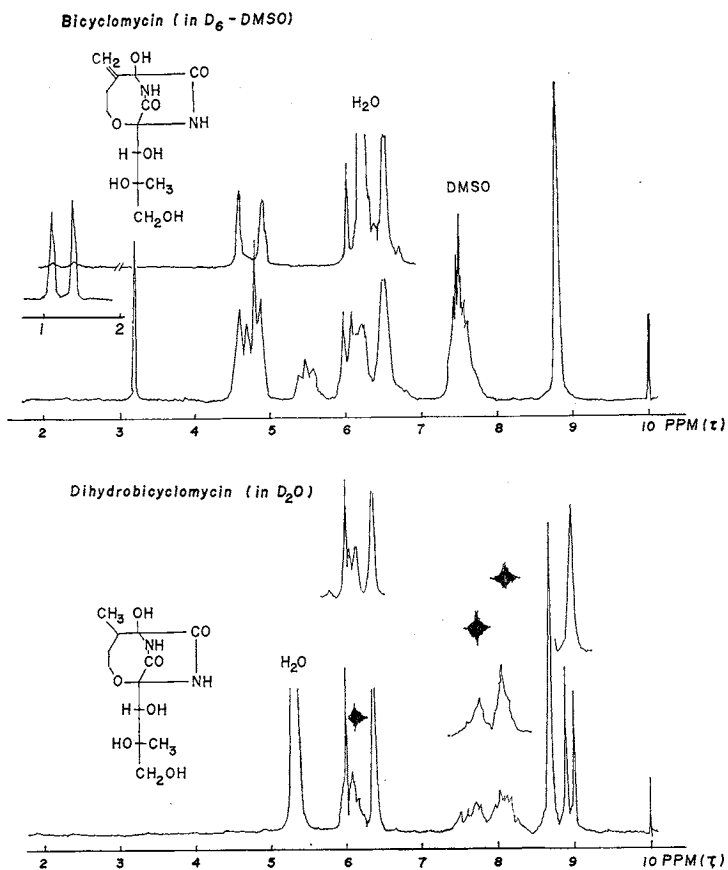 Bicyclomycin (in D6-DMSO)
CH2 OH
CO
NH
CO
O NH
H OH
HO CH3
CH2OH
H2O
DMSO
1 2
2 3 4 5 6 7 8 9 10 PPM(τ)
Dihydrobicyclomycin (in D2O)
CH3 OH
CO
NH
CO
O NH
H OH
HO CH3
CH2OH
H2O
2 3 4 5 6 7 8 9 10 PPM(τ)